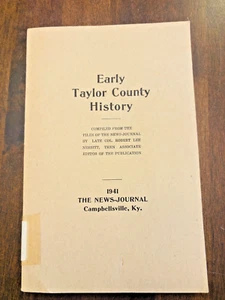 Early
Taylor County
History
COMPILED FROM THE
FILES OF THE NEWS-JOURNAL
BY LATE COL. ROBERT LEE
NESBITT, THEN ASSOCIATE
EDITOR OF THE PUBLICATION
1941
THE NEWS-JOURNAL
Campbellsville, Ky.